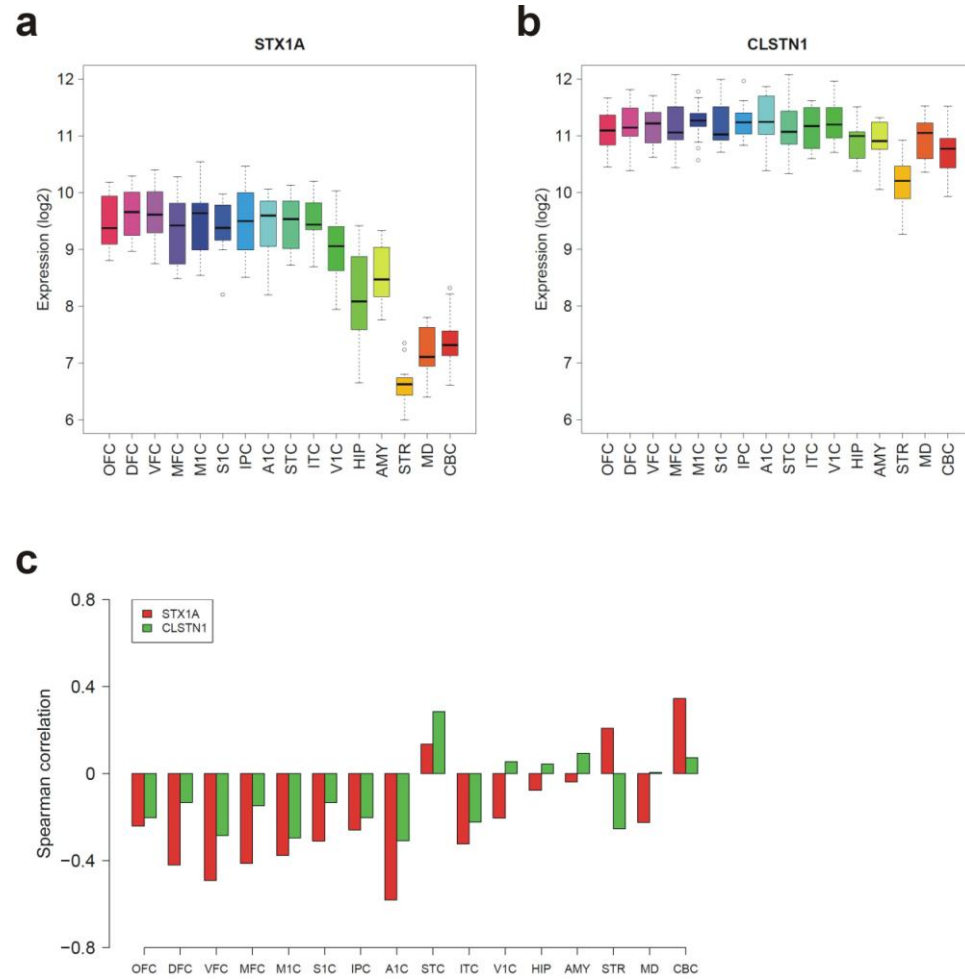 a
STX1A
Expression (log2)
12
11
10
9
8
7
6
OFC
DFC
VFC
MFC
M1C
S1C
IPC
A1C
STC
ITC
V1C
HIP
AMY
STR
MD
CBC
b
CLSTN1
Expression (log2)
12
11
10
9
8
7
6
OFC
DFC
VFC
MFC
M1C
S1C
IPC
A1C
STC
ITC
V1C
HIP
AMY
STR
MD
CBC
c
Spearman correlation
0.8
0.4
0
−0.4
−0.8
STX1A
CLSTN1
OFC DFC VFC MFC M1C S1C IPC A1C STC ITC V1C HIP AMY STR MD CBC